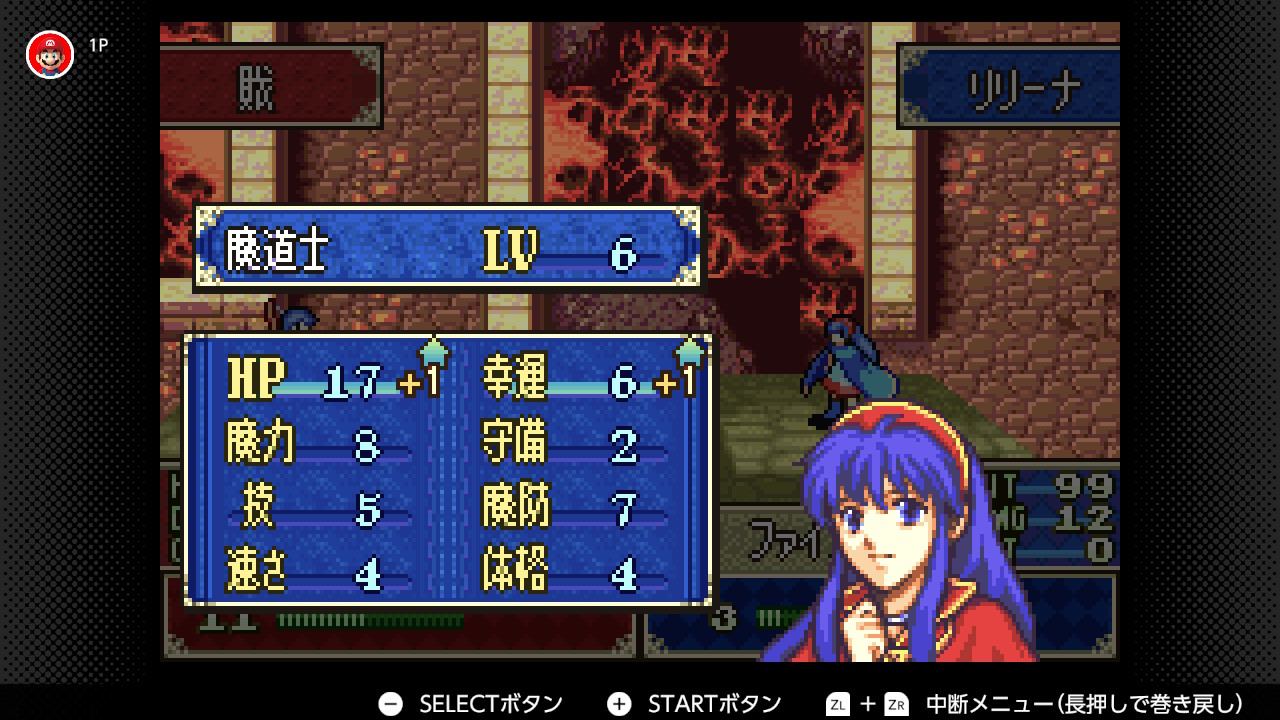 1P
賊
リリーナ
魔道士 LV 6
HP 17 +1 幸運 6 +1
魔力 8 守備 2
技 5 魔防 7
速さ 4 体格 4
99
12
0
ファイ
11
3
SELECTボタン STARTボタン ZL + ZR 中断メニュー(長押しで巻き戻し)